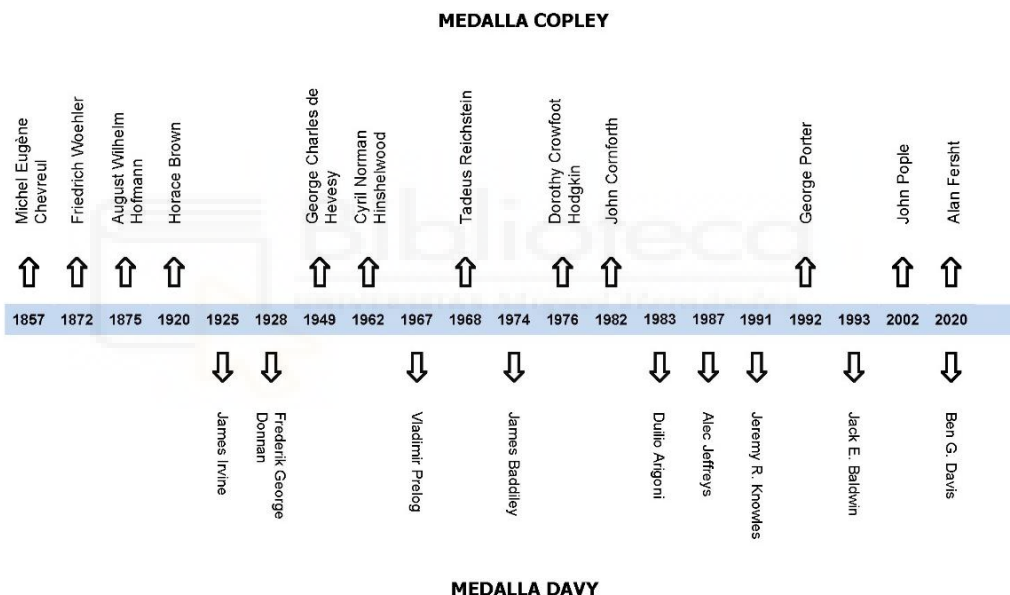 MEDALLA COPLEY
Michel Eugène
Chevreul
Friedrich Woehler
August Wilhelm
Hofmann
Horace Brown
George Charles de
Hevesy
Cyril Norman
Hinshelwood
Tadeus Reichstein
Dorothy Crowfoot
Hodgkin
John Cornforth
George Porter
John Pople
Alan Fersht
Biblioteca
1857 1872 1875 1920 1925 1928 1949 1962 1967 1968 1974 1976 1982 1983 1987 1991 1992 1993 2002 2020
James Irvine
Frederik George
Donnan
Vladimir Prelog
James Baddiley
Duilio Arigoni
Alec Jeffreys
Jeremy R. Knowles
Jack E. Baldwin
Ben G. Davis
MEDALLA DAVY